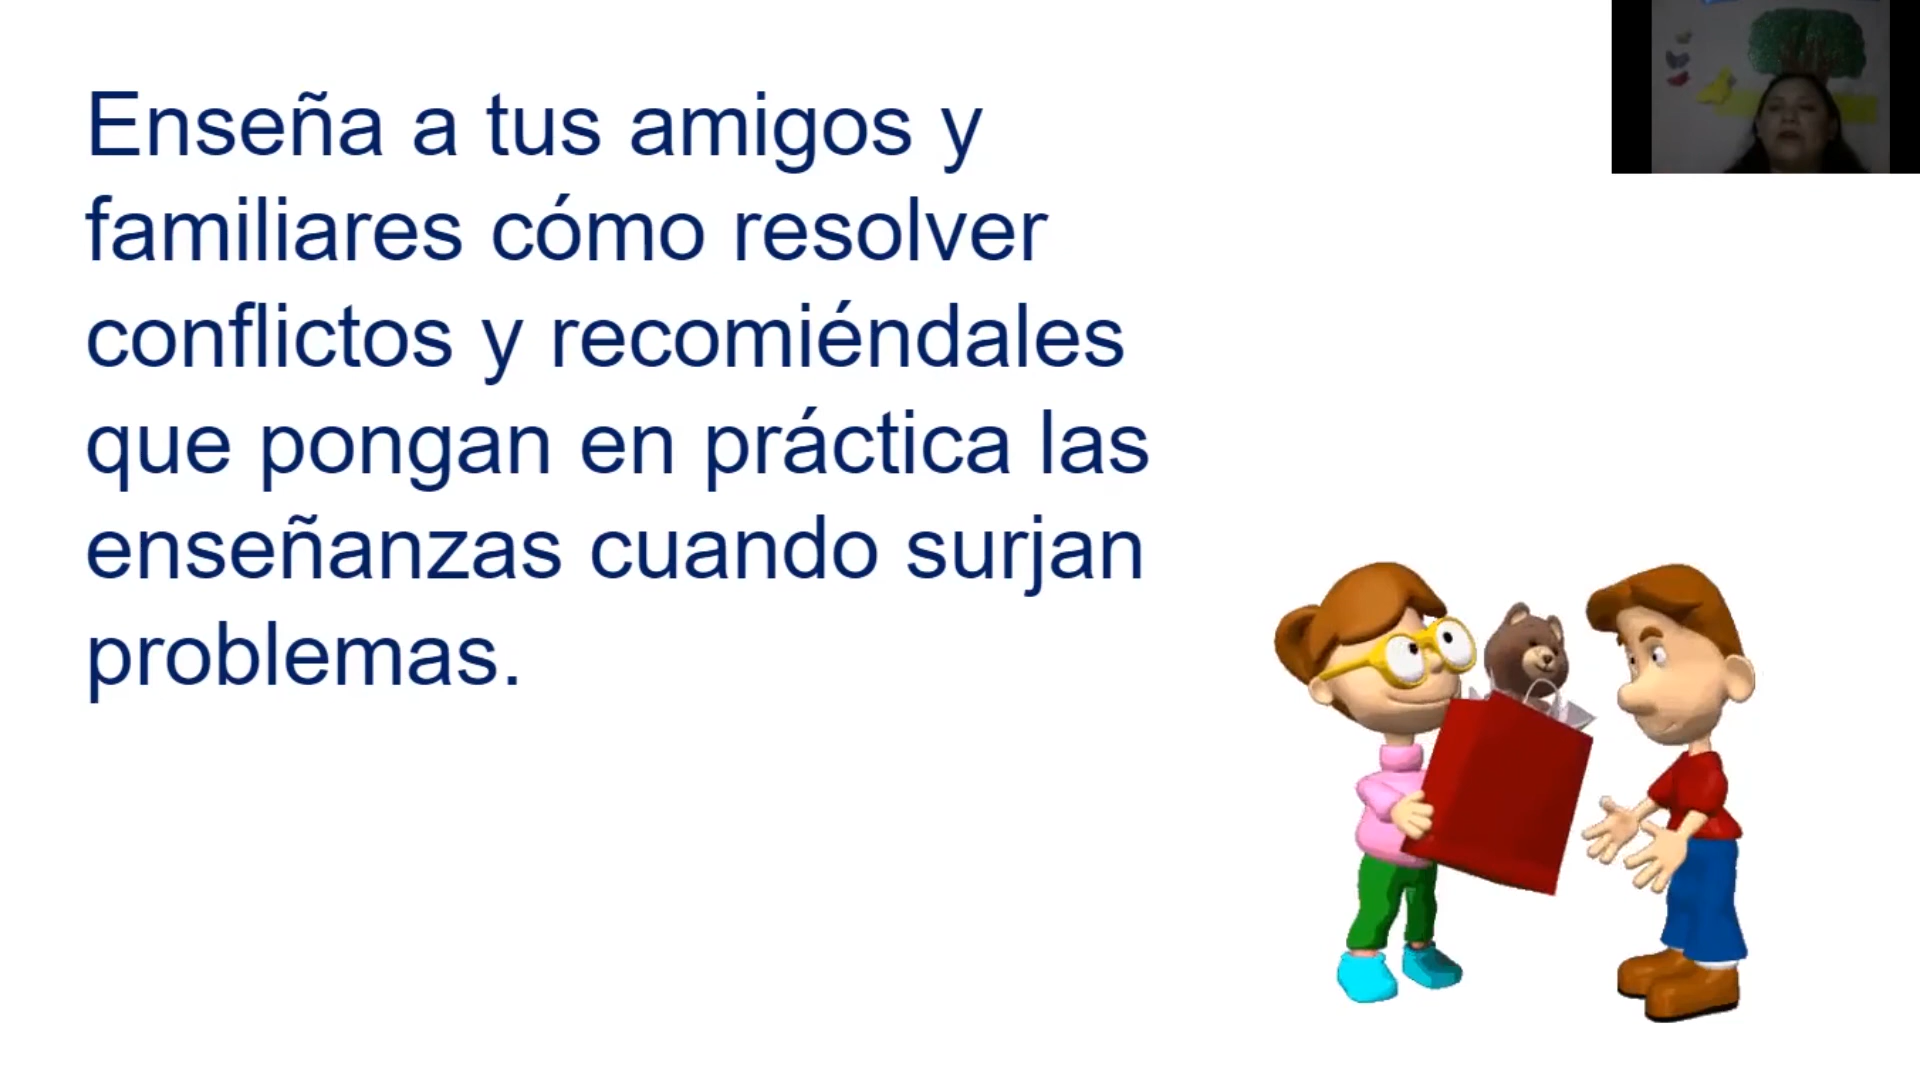 Enseña a tus amigos y
familiares cómo resolver
conflictos y recomiéndales
que pongan en práctica las
enseñanzas cuando surjan
problemas.